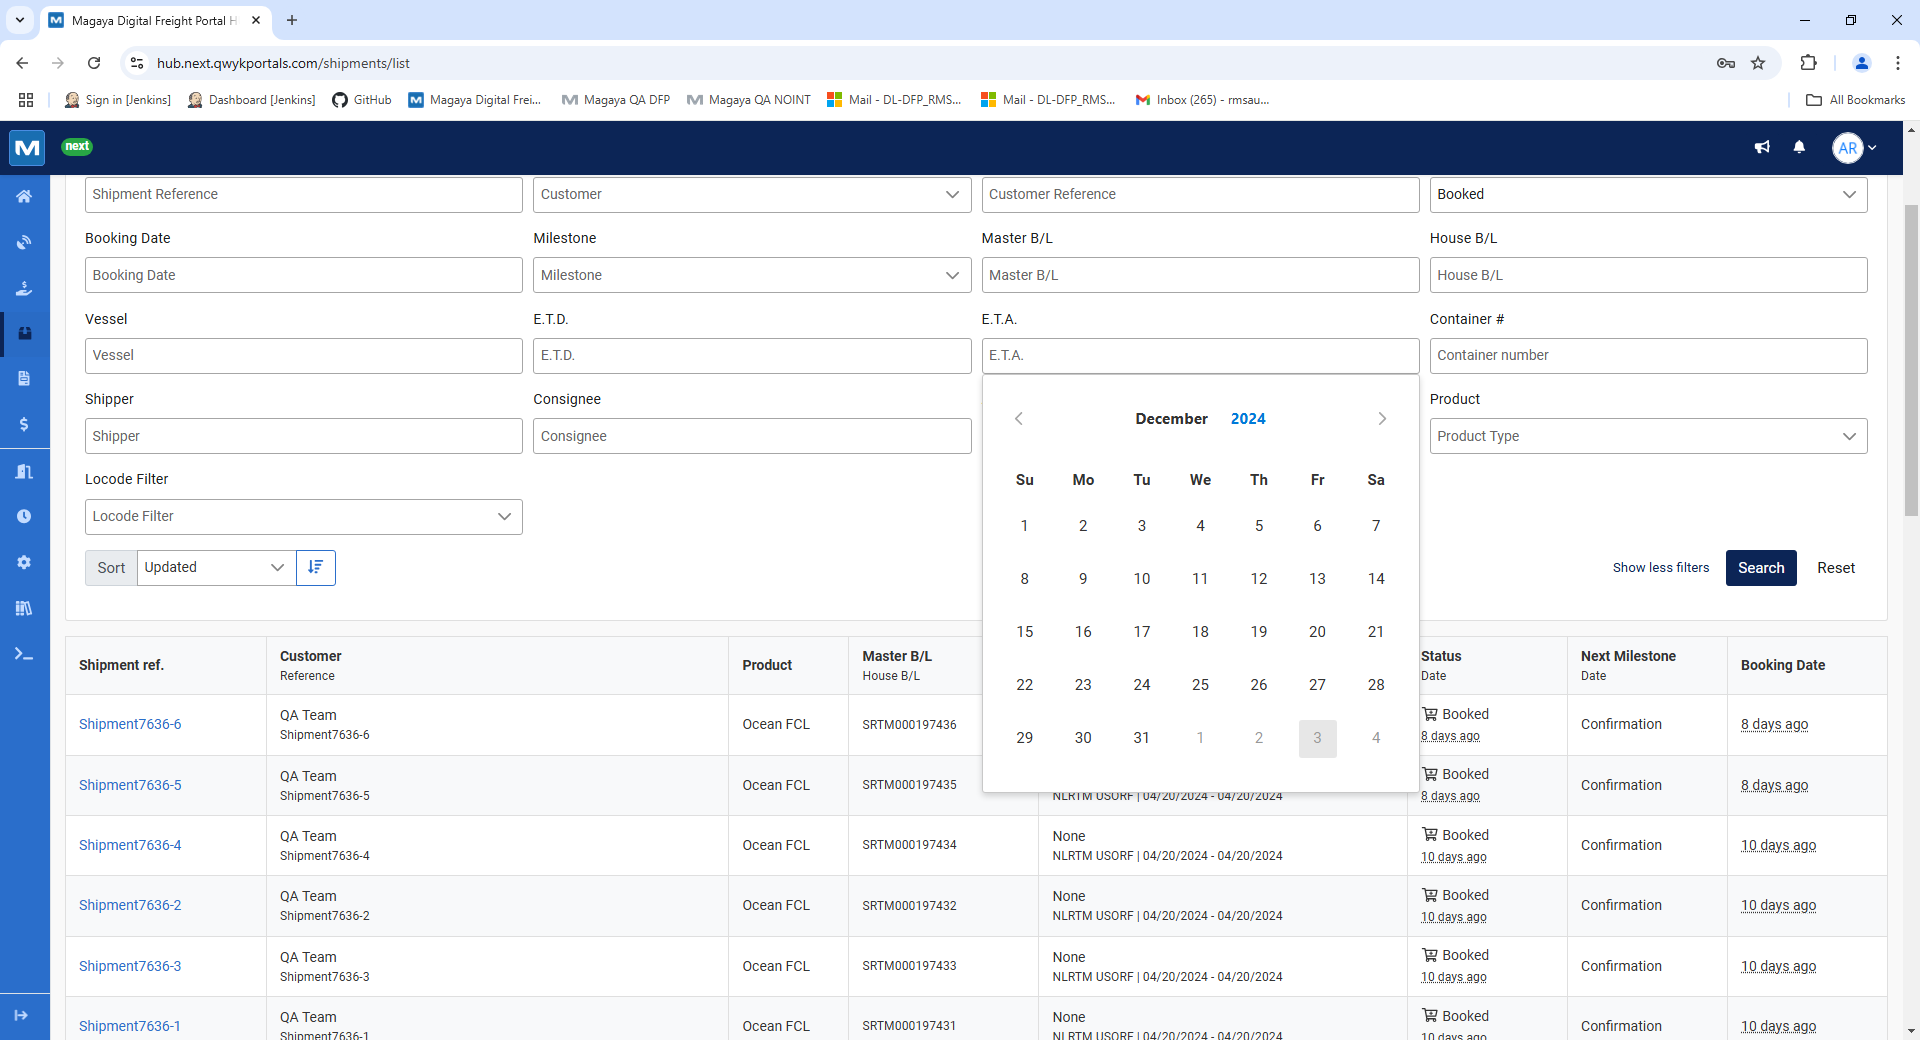 Magaya Digital Freight Portal H
hub.next.qwykportals.com/shipments/list
Sign in [Jenkins]
Dashboard [Jenkins]
GitHub
Magaya Digital Frei...
Magaya QA DFP
Magaya QA NOINT
Mail - DL-DFP_RMS...
Mail - DL-DFP_RMS...
Inbox (265) - rmsau...
All Bookmarks
next
AR
Shipment Reference
Customer
Customer Reference
Booked
Booking Date
Milestone
Master B/L
House B/L
Booking Date
Milestone
Master B/L
House B/L
Vessel
E.T.D.
E.T.A.
Container #
Vessel
E.T.D.
E.T.A.
Container number
Shipper
Consignee
Product
Shipper
Consignee
Product Type
Locode Filter
Locode Filter
Sort Updated
Show less filters Search Reset
December 2024
Su Mo Tu We Th Fr Sa
1 2 3 4 5 6 7
8 9 10 11 12 13 14
15 16 17 18 19 20 21
22 23 24 25 26 27 28
29 30 31 1 2 3 4
Shipment ref.
Customer
Reference
Product
Master B/L
House B/L
Status
Date
Next Milestone
Date
Booking Date
Shipment7636-6
QA Team
Shipment7636-6
Ocean FCL
SRTM000197436
Booked
8 days ago
Confirmation
8 days ago
Shipment7636-5
QA Team
Shipment7636-5
Ocean FCL
SRTM000197435
NLRTM USORF | 04/20/2024 - 04/20/2024
Booked
8 days ago
Confirmation
8 days ago
Shipment7636-4
QA Team
Shipment7636-4
Ocean FCL
SRTM000197434
None
NLRTM USORF | 04/20/2024 - 04/20/2024
Booked
10 days ago
Confirmation
10 days ago
Shipment7636-2
QA Team
Shipment7636-2
Ocean FCL
SRTM000197432
None
NLRTM USORF | 04/20/2024 - 04/20/2024
Booked
10 days ago
Confirmation
10 days ago
Shipment7636-3
QA Team
Shipment7636-3
Ocean FCL
SRTM000197433
None
NLRTM USORF | 04/20/2024 - 04/20/2024
Booked
10 days ago
Confirmation
10 days ago
Shipment7636-1
QA Team
Shipment7636-1
Ocean FCL
SRTM000197431
None
NLRTM USORF | 04/20/2024 - 04/20/2024
Booked
10 days ago
Confirmation
10 days ago